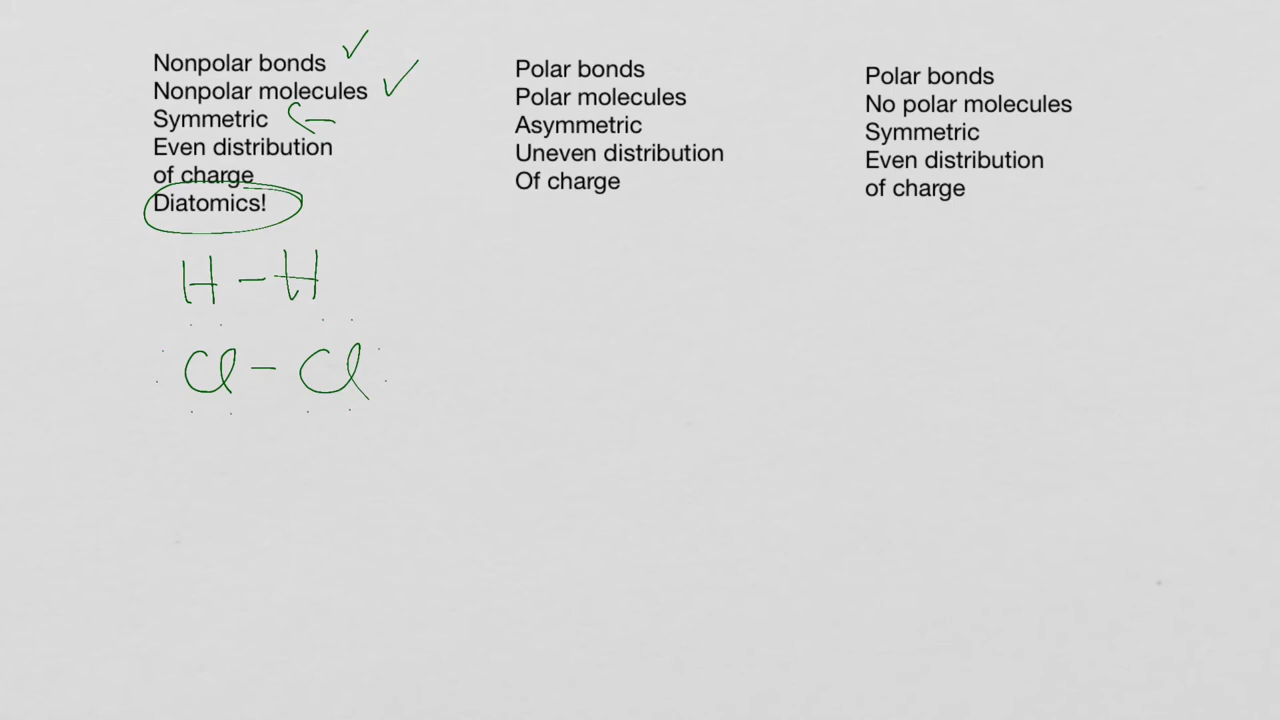 Nonpolar bonds
Nonpolar molecules
Symmetric
Even distribution
of charge
Diatomics!
H - H
Cl - Cl
Polar bonds
Polar molecules
Asymmetric
Uneven distribution
Of charge
Polar bonds
No polar molecules
Symmetric
Even distribution
of charge